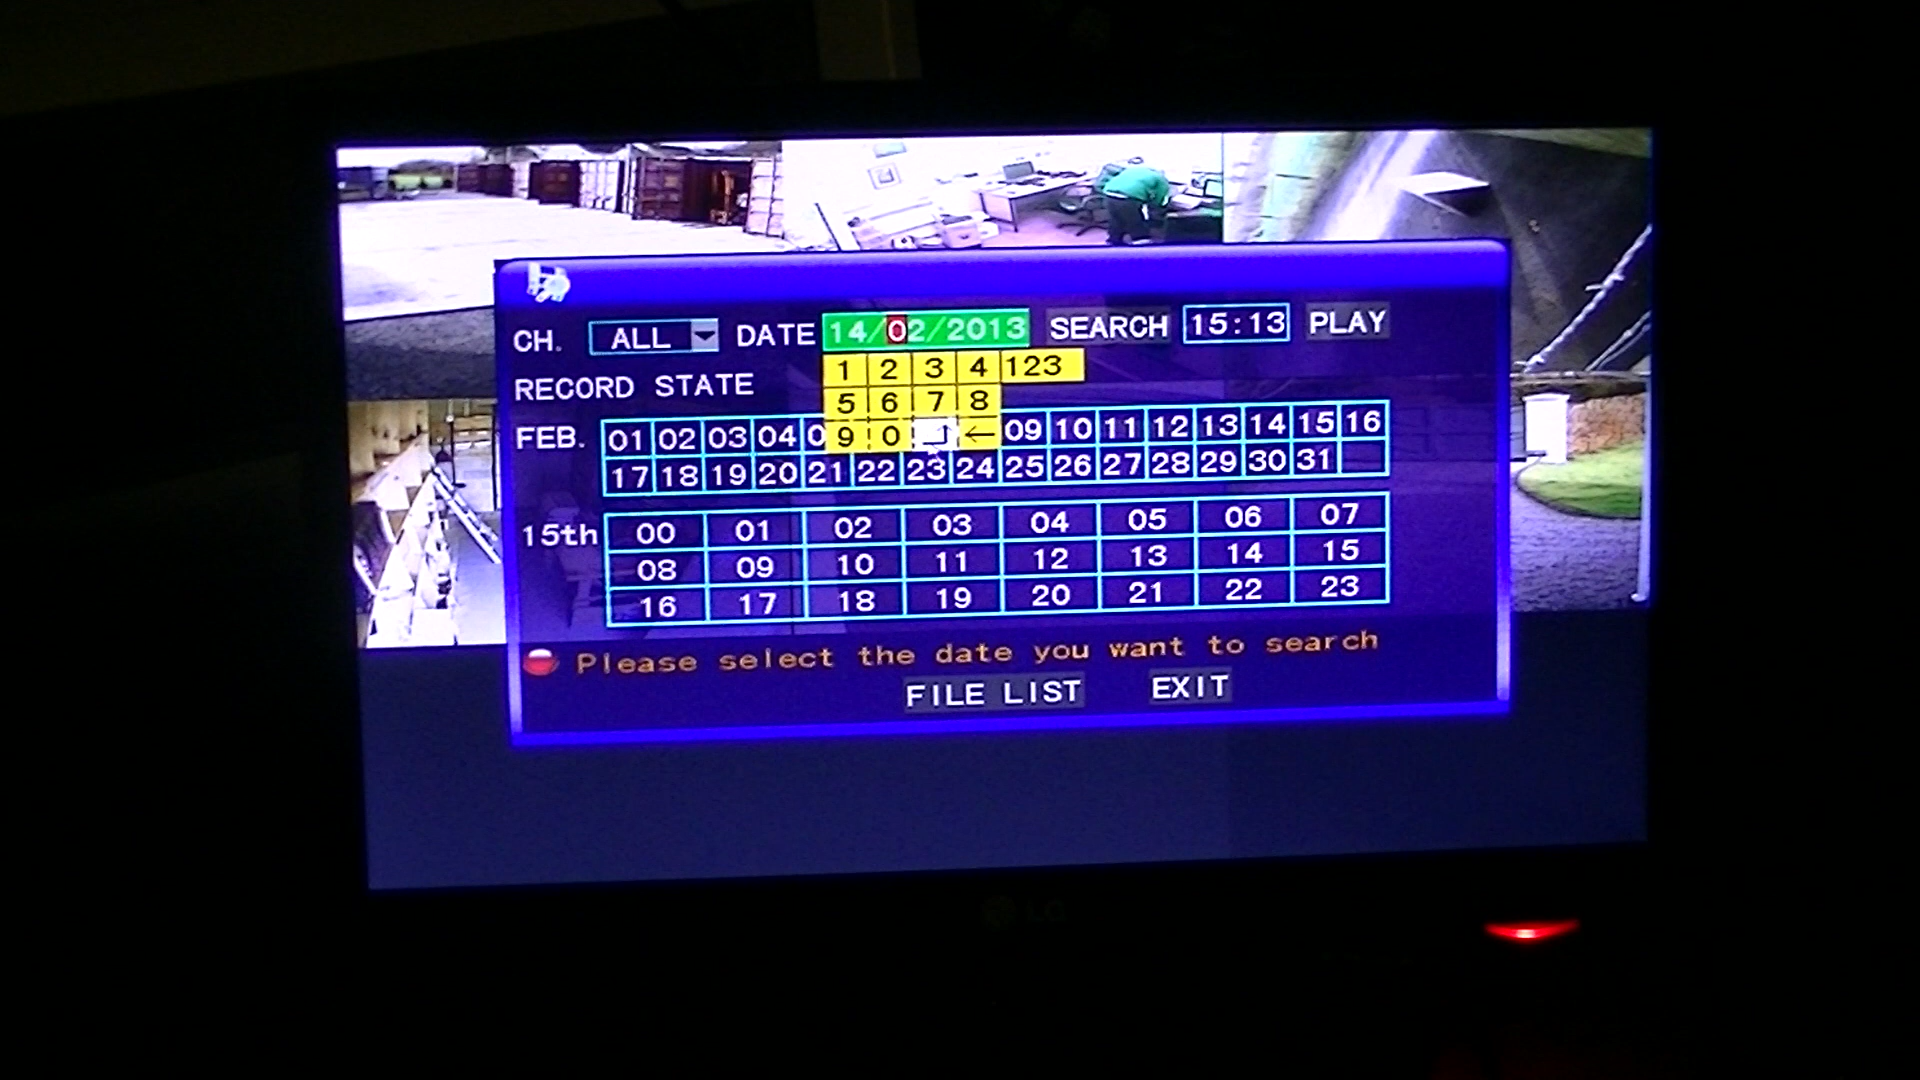 CH. ALL DATE 14/02/2013 SEARCH 15:13 PLAY
1 2 3 4 123
RECORD STATE
5 6 7 8
FEB. 01 02 03 04 0 9 0 ← 09 10 11 12 13 14 15 16
17 18 19 20 21 22 23 24 25 26 27 28 29 30 31
15th 00 01 02 03 04 05 06 07
08 09 10 11 12 13 14 15
16 17 18 19 20 21 22 23
Please select the date you want to search
FILE LIST EXIT
LG